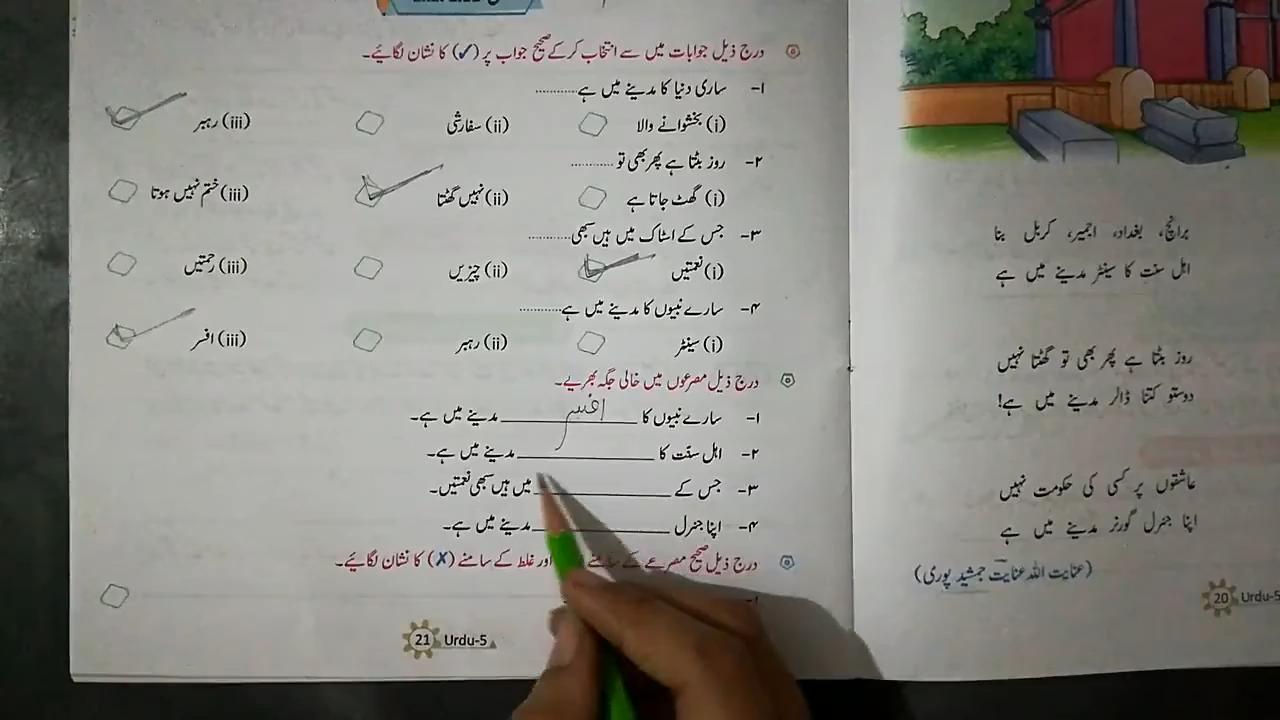 درج ذیل جوابات میں سے انتخاب کر کے صحیح جواب پر (✓) کا نشان لگائیے۔
۱- ساری دنیا کا مدینے میں ہے............
(i) بخشوانے والا (ii) سفارشی (iii) رہبر
۲- روز بٹتا ہے پھر بھی تو............
(i) گھٹ جاتا ہے (ii) نہیں گھٹتا (iii) ختم نہیں ہوتا
۳- جس کے اسٹاک میں ہیں سبھی............
(i) نعمتیں (ii) چیزیں (iii) رحمتیں
۴- سارے نبیوں کا مدینے میں ہے............
(i) سینٹر (ii) رہبر (iii) افسر
درج ذیل مصرعوں میں خالی جگہ بھریے۔
۱- سارے نبیوں کا افسر مدینے میں ہے۔
۲- اہل سنّت کا ________ مدینے میں ہے۔
۳- جس کے ________ میں ہیں سبھی نعمتیں۔
۴- اپنا جنرل ________ مدینے میں ہے۔
درج ذیل صحیح مصرعے کے اور غلط کے سامنے (✗) کا نشان لگائیے۔
۱-
21 Urdu-5
برانچ، بغداد، اجمیر، کربل بنا
اہل سنت کا سینٹر مدینے میں ہے
روز بٹتا ہے پھر بھی تو گھٹتا نہیں
دوستو کتنا ڈالر مدینے میں ہے!
عاشقوں پر کسی کی حکومت نہیں
اپنا جنرل گورنر مدینے میں ہے
(عنایت اللہ عنایت جمشید پوری)
20 Urdu-5